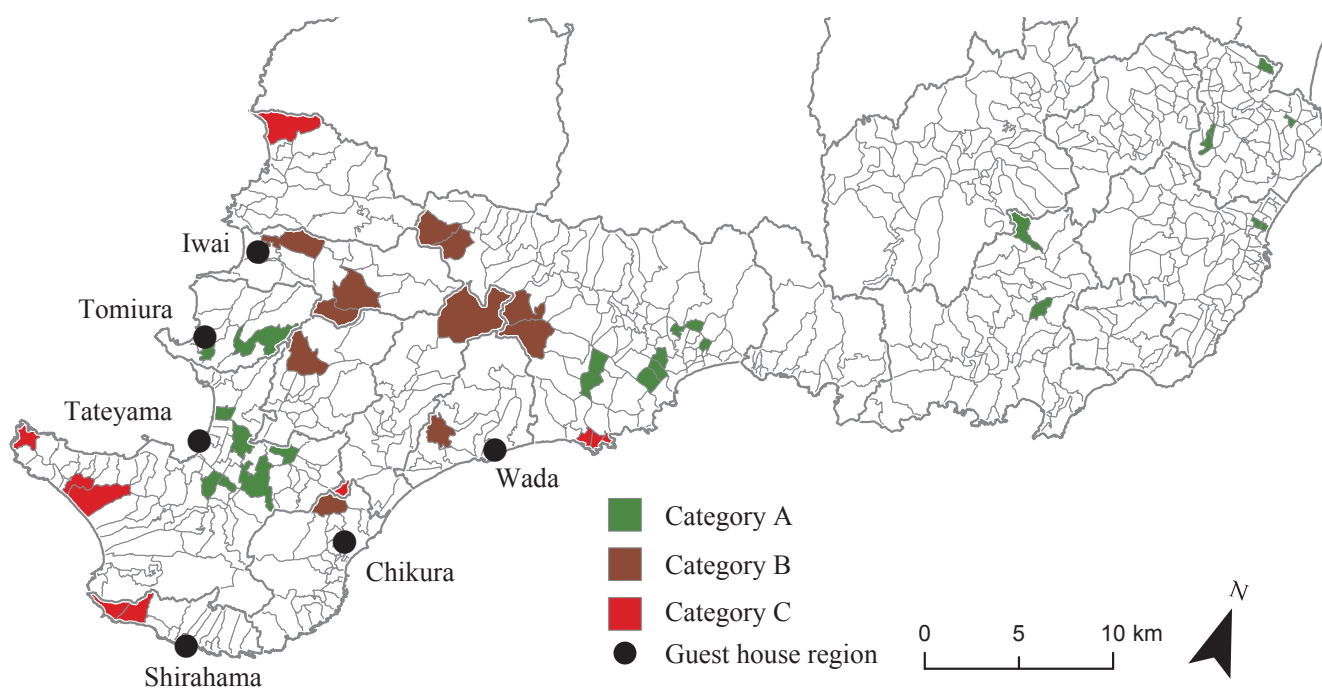 Iwai
Tomiura
Tateyama
Wada
Chikura
Shirahama
Category A
Category B
Category C
Guest house region
0 5 10 km
N